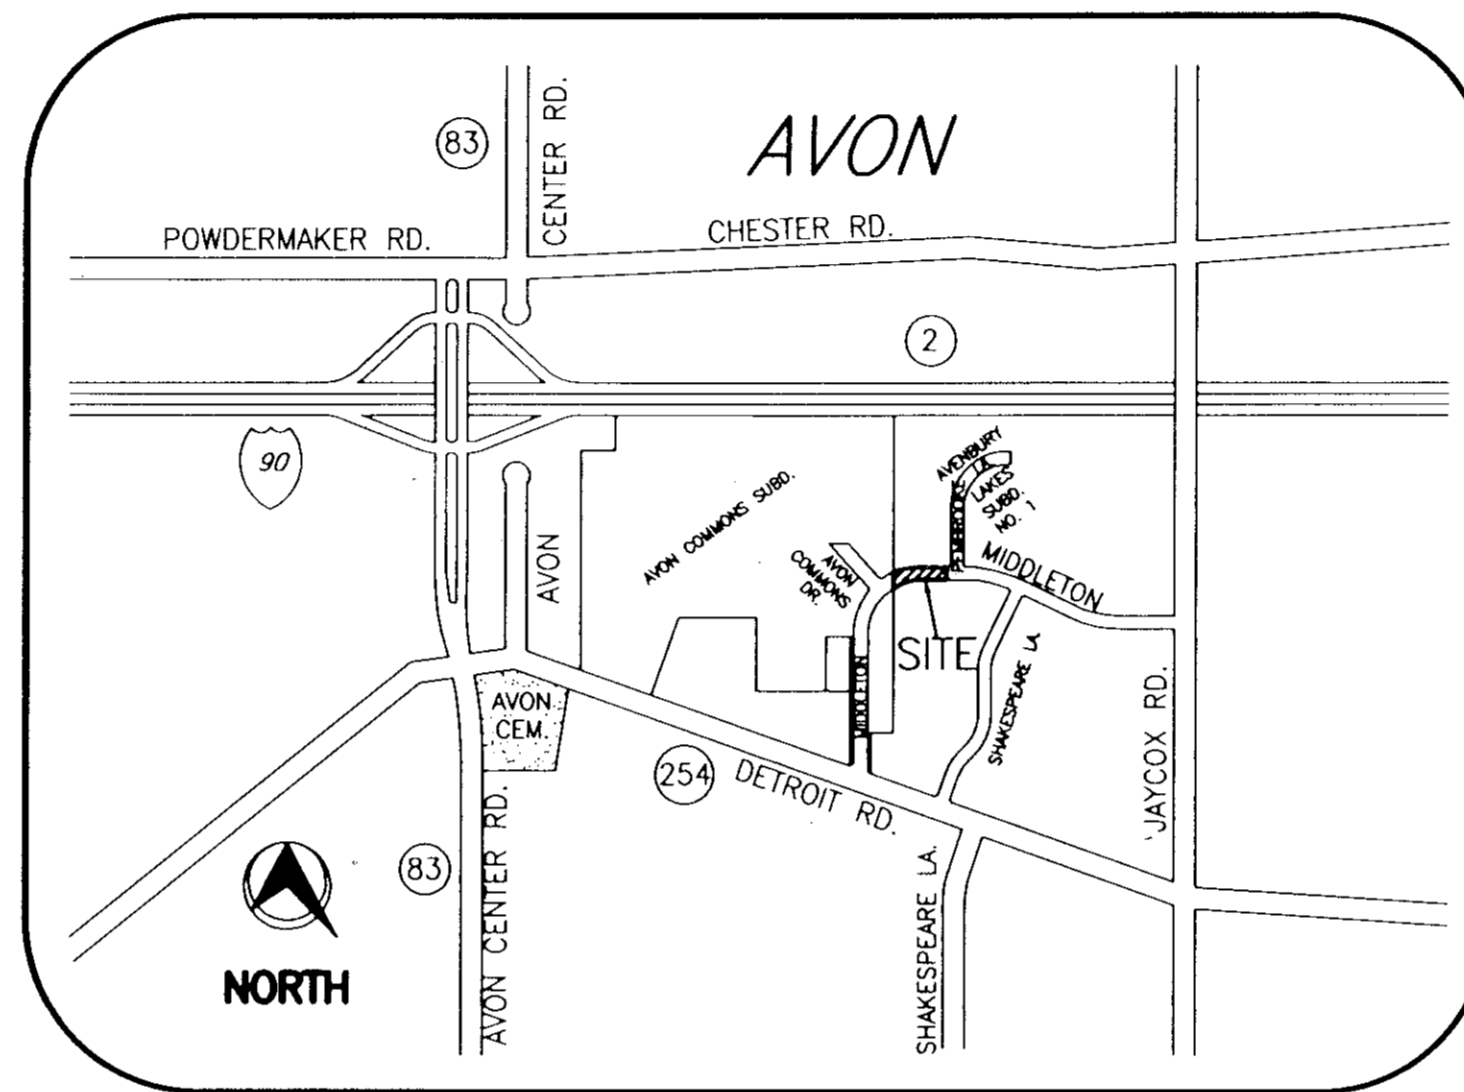 AVON
83
CENTER RD.
POWDERMAKER RD.
CHESTER RD.
2
90
AVON COMMONS SUBD.
AVENBURY
LAKES
SUBD.
NO. 1
PEMBROOKE LA.
AVON
COMMONS
DR.
MIDDLETON
AVON
SITE
MIDDLETON
SHAKESPEARE LA.
JAYCOX RD.
AVON
CEM.
254
DETROIT RD.
83
AVON CENTER RD.
SHAKESPEARE LA.
NORTH